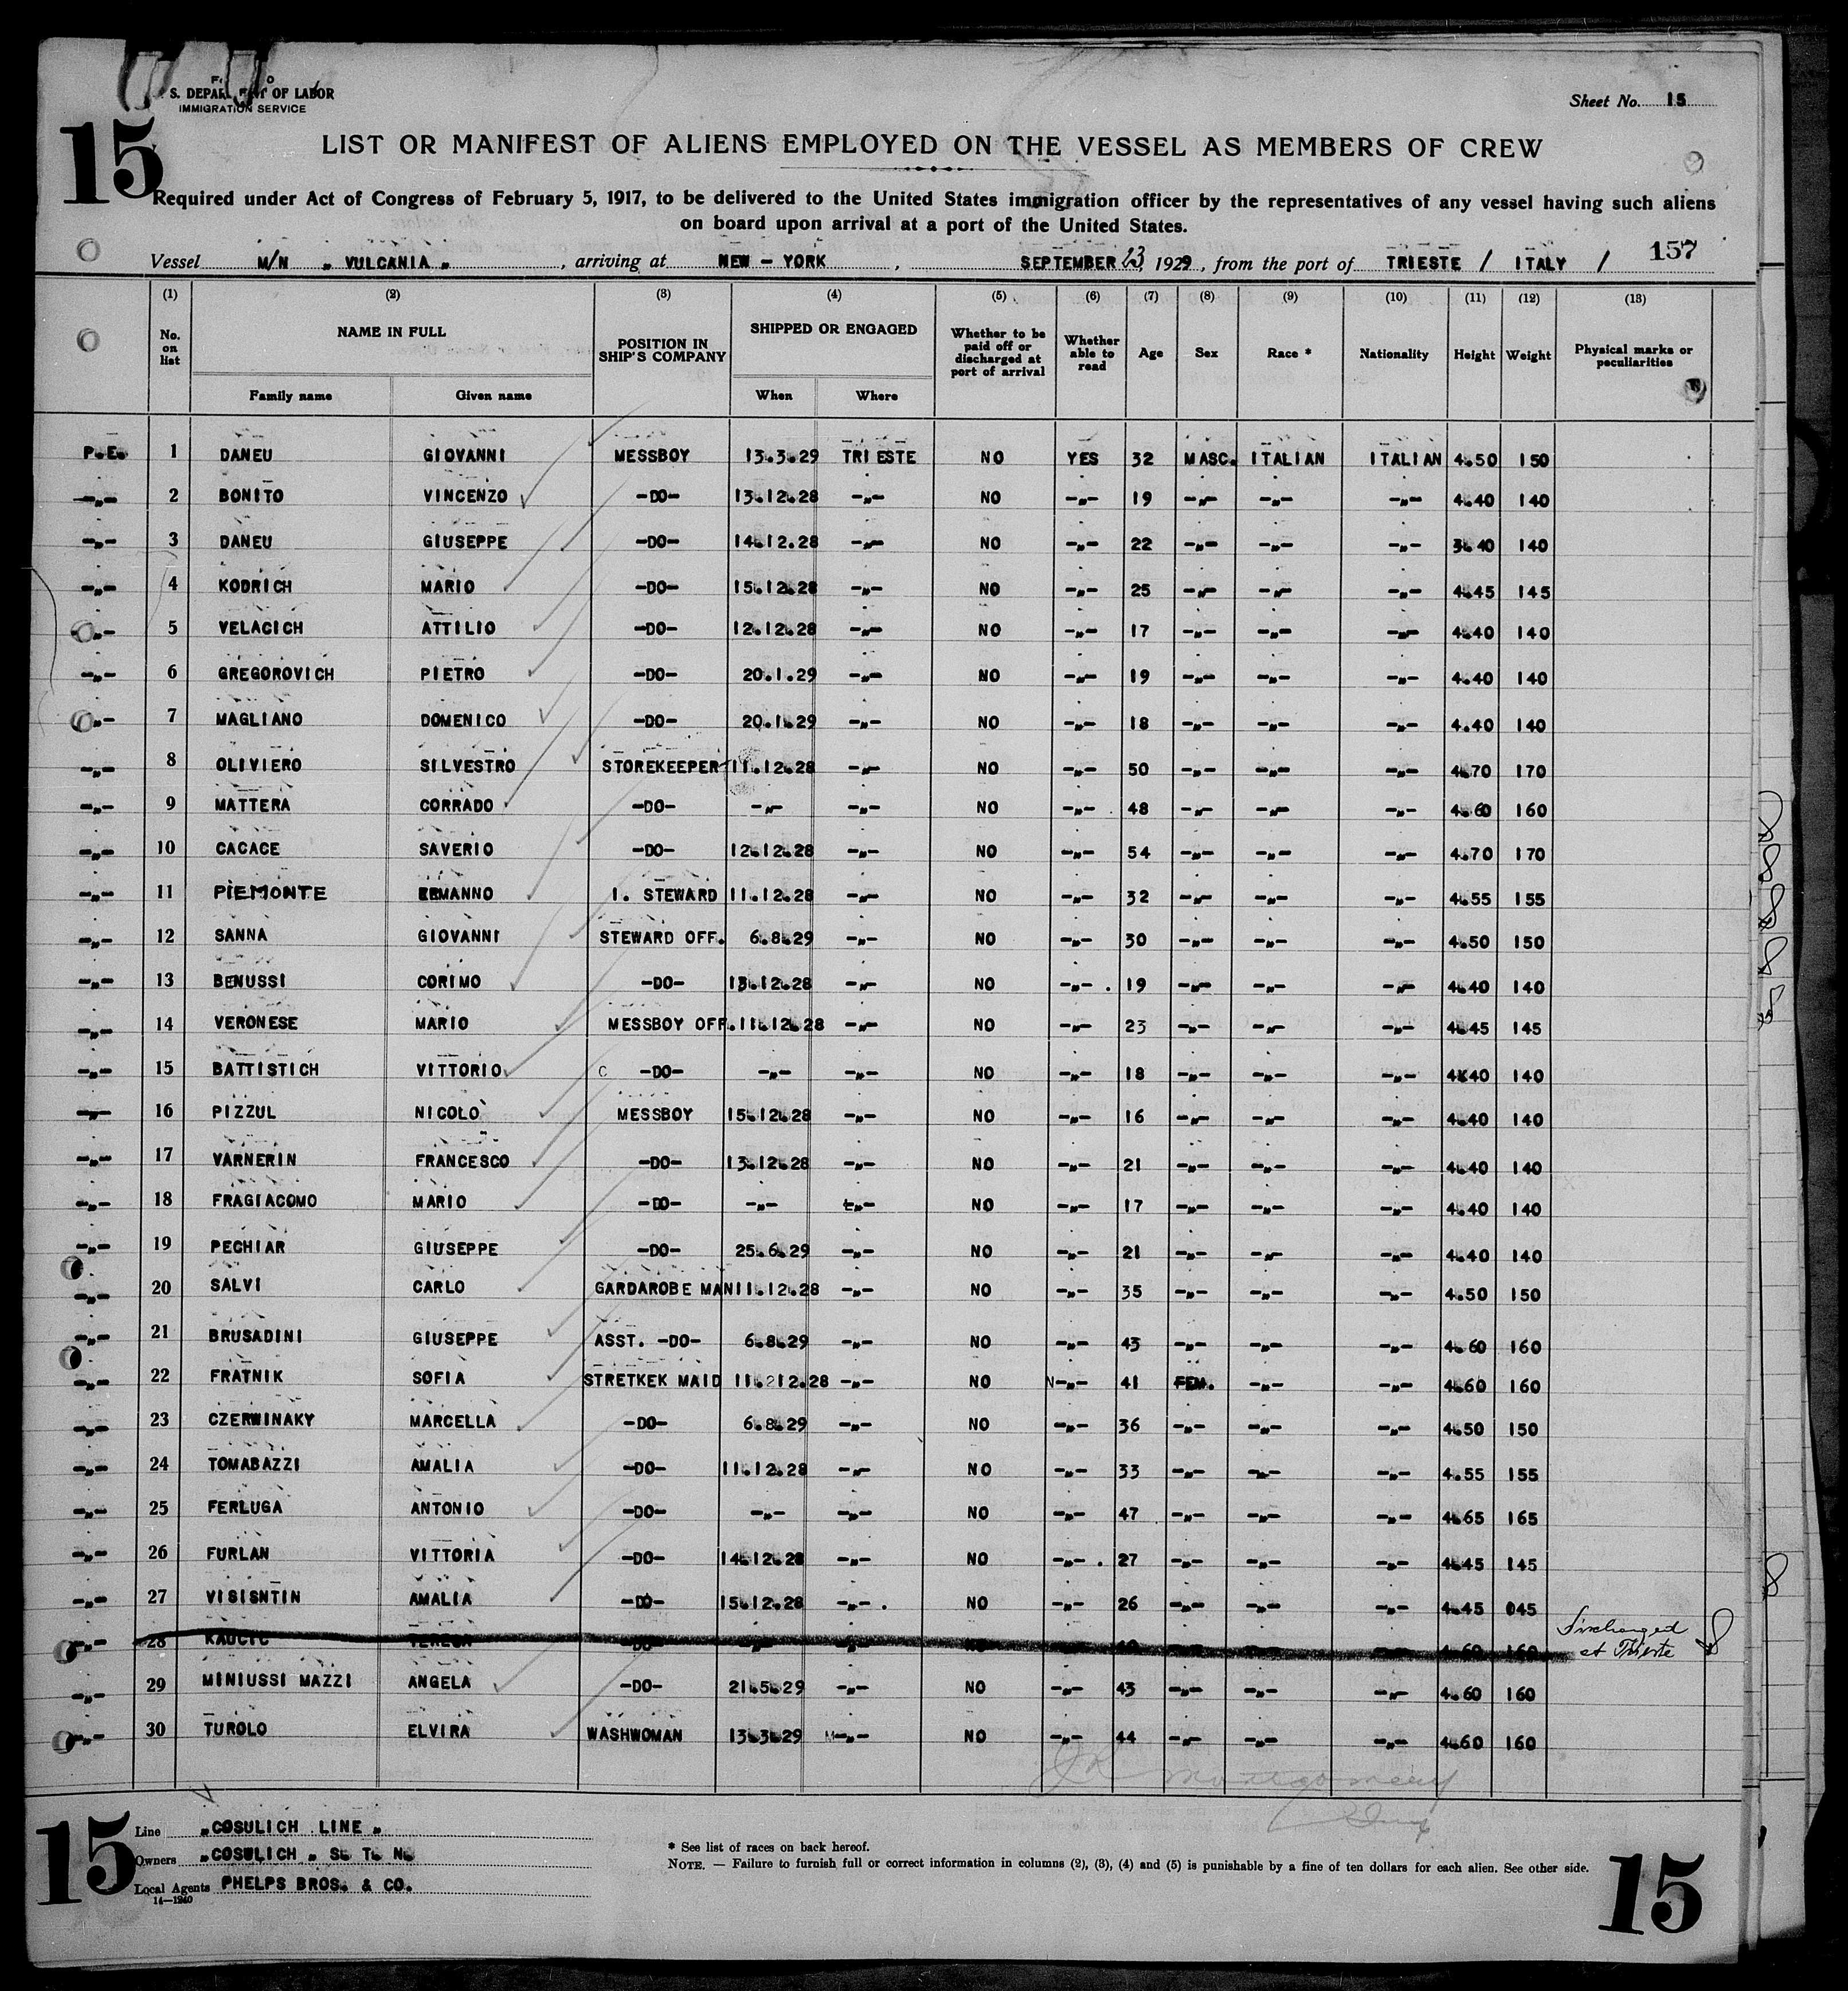 S. DEPAR OF LABOR
IMMIGRATION SERVICE
Sheet No. 15
15
LIST OR MANIFEST OF ALIENS EMPLOYED ON THE VESSEL AS MEMBERS OF CREW
Required under Act of Congress of February 5, 1917, to be delivered to the United States immigration officer by the representatives of any vessel having such aliens
on board upon arrival at a port of the United States.
157
Vessel M/N „ VULCANIA „ , arriving at NEW - YORK , SEPTEMBER 23, 1929, from the port of TRIESTE / ITALY /
(1) (2) (3) (4) (5) (6) (7) (8) (9) (10) (11) (12) (13)
No. on list NAME IN FULL POSITION IN SHIP'S COMPANY SHIPPED OR ENGAGED Whether to be paid off or discharged at port of arrival Whether able to read Age Sex Race * Nationality Height Weight Physical marks or peculiarities
Family name Given name When Where
P.E. 1 DANEU GIOVANNI MESSBOY 13.3.29 TRIESTE NO YES 32 MASC. ITALIAN ITALIAN 4.50 150
-„- 2 BONITO VINCENZO -DO- 13.12.28 -„- NO -„- 19 -„- -„- -„- 4.40 140
-„- 3 DANEU GIUSEPPE -DO- 14.12.28 -„- NO -„- 22 -„- -„- -„- 3.40 140
-„- 4 KODRICH MARIO -DO- 15.12.28 -„- NO -„- 25 -„- -„- -„- 4.45 145
-„- 5 VELACICH ATTILIO -DO- 12.12.28 -„- NO -„- 17 -„- -„- -„- 4.40 140
-„- 6 GREGOROVICH PIETRO -DO- 20.1.29 -„- NO -„- 19 -„- -„- -„- 4.40 140
-„- 7 MAGLIANO DOMENICO -DO- 20.1.29 -„- NO -„- 18 -„- -„- -„- 4.40 140
-„- 8 OLIVIERO SILVESTRO STOREKEEPER 11.12.28 -„- NO -„- 50 -„- -„- -„- 4.70 170
-„- 9 MATTERA CORRADO -DO- -„- -„- NO -„- 48 -„- -„- -„- 4.60 160
-„- 10 CACACE SAVERIO -DO- 12.12.28 -„- NO -„- 54 -„- -„- -„- 4.70 170
-„- 11 PIEMONTE ERMANNO I. STEWARD 11.12.28 -„- NO -„- 32 -„- -„- -„- 4.55 155
-„- 12 SANNA GIOVANNI STEWARD OFF. 6.8.29 -„- NO -„- 30 -„- -„- -„- 4.50 150
-„- 13 BENUSSI CORIMO -DO- 13.12.28 -„- NO -„- 19 -„- -„- -„- 4.40 140
-„- 14 VERONESE MARIO MESSBOY OFF. 11.12.28 -„- NO -„- 23 -„- -„- -„- 4.45 145
-„- 15 BATTISTICH VITTORIO -DO- -„- -„- NO -„- 18 -„- -„- -„- 4.40 140
-„- 16 PIZZUL NICOLO MESSBOY 15.12.28 -„- NO -„- 16 -„- -„- -„- 4.40 140
-„- 17 VARNERIN FRANCESCO -DO- 13.12.28 -„- NO -„- 21 -„- -„- -„- 4.40 140
-„- 18 FRAGIACOMO MARIO -DO- -„- -„- NO -„- 17 -„- -„- -„- 4.40 140
-„- 19 PECHIAR GIUSEPPE -DO- 25.6.29 -„- NO -„- 21 -„- -„- -„- 4.40 140
-„- 20 SALVI CARLO GARDAROBE MAN 11.12.28 -„- NO -„- 35 -„- -„- -„- 4.50 150
-„- 21 BRUSADINI GIUSEPPE ASST. -DO- 6.8.29 -„- NO -„- 43 -„- -„- -„- 4.60 160
-„- 22 FRATNIK SOFIA STRETKEK MAID 11.212.28 -„- NO N-„- 41 FEM. -„- -„- 4.60 160
-„- 23 CZERWINAKY MARCELLA -DO- 6.8.29 -„- NO -„- 36 -„- -„- -„- 4.50 150
-„- 24 TOMABAZZI AMALIA -DO- 11.12.28 -„- NO -„- 33 -„- -„- -„- 4.55 155
-„- 25 FERLUGA ANTONIO -DO- -„- -„- NO -„- 47 -„- -„- -„- 4.65 165
-„- 26 FURLAN VITTORIA -DO- 14.12.28 -„- NO -„- 27 -„- -„- -„- 4.45 145
-„- 27 VISISNTIN AMALIA -DO- 15.12.28 -„- NO -„- 26 -„- -„- -„- 4.45 045
-„- 28 KAUCIC TERESA -DO- -„- -„- NO -„- -„- -„- -„- 4.60 160 Discharged at Trieste
-„- 29 MINIUSSI MAZZI ANGELA -DO- 21.5.29 -„- NO -„- 43 -„- -„- -„- 4.60 160
-„- 30 TUROLO ELVIRA WASHWOMAN 13.3.29 -„- NO -„- 44 -„- -„- -„- 4.60 160
Montgomery
15
Line „COSULICH LINE „
Owners „COSULICH „ S. T. N.
Local Agents PHELPS BROS. & CO.
14—1240
* See list of races on back hereof.
NOTE. — Failure to furnish full or correct information in columns (2), (3), (4) and (5) is punishable by a fine of ten dollars for each alien. See other side.
15